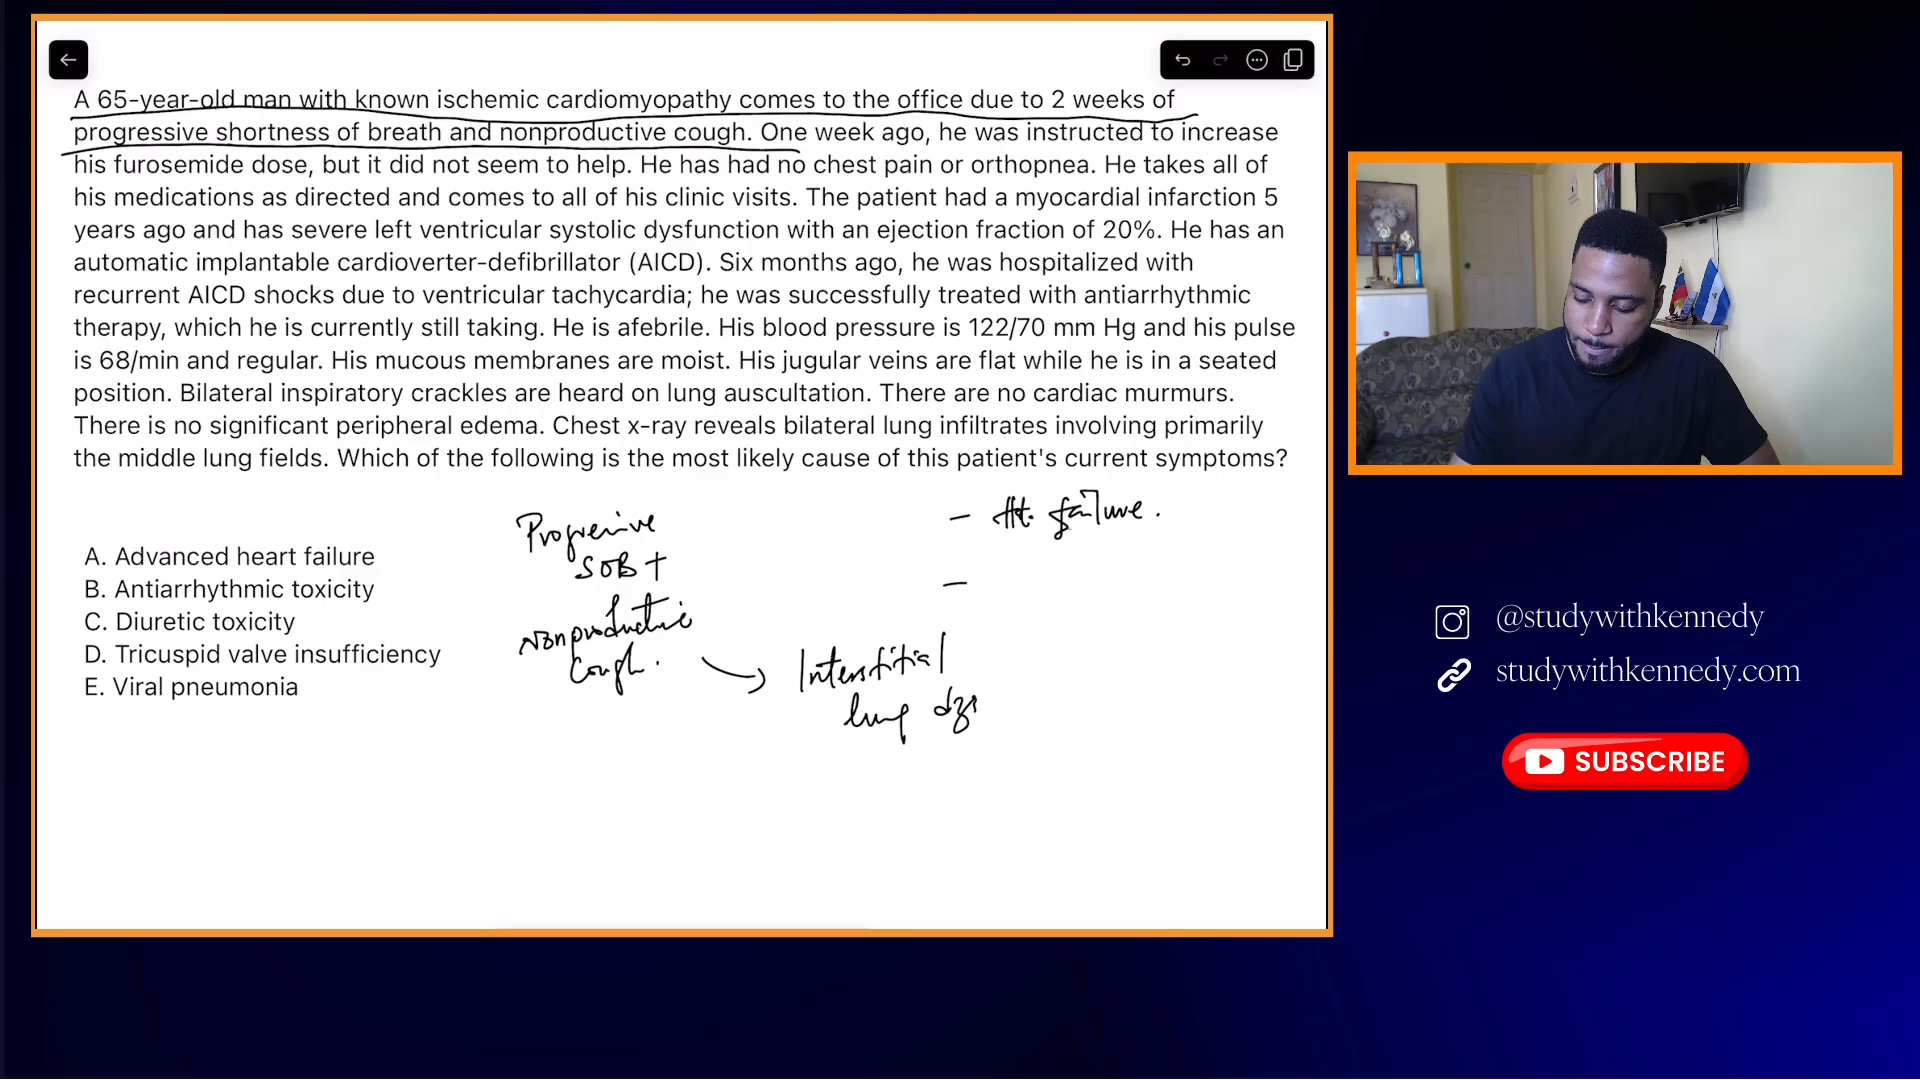 A 65-year-old man with known ischemic cardiomyopathy comes to the office due to 2 weeks of
progressive shortness of breath and nonproductive cough. One week ago, he was instructed to increase
his furosemide dose, but it did not seem to help. He has had no chest pain or orthopnea. He takes all of
his medications as directed and comes to all of his clinic visits. The patient had a myocardial infarction 5
years ago and has severe left ventricular systolic dysfunction with an ejection fraction of 20%. He has an
automatic implantable cardioverter-defibrillator (AICD). Six months ago, he was hospitalized with
recurrent AICD shocks due to ventricular tachycardia; he was successfully treated with antiarrhythmic
therapy, which he is currently still taking. He is afebrile. His blood pressure is 122/70 mm Hg and his pulse
is 68/min and regular. His mucous membranes are moist. His jugular veins are flat while he is in a seated
position. Bilateral inspiratory crackles are heard on lung auscultation. There are no cardiac murmurs.
There is no significant peripheral edema. Chest x-ray reveals bilateral lung infiltrates involving primarily
the middle lung fields. Which of the following is the most likely cause of this patient's current symptoms?
A. Advanced heart failure
B. Antiarrhythmic toxicity
C. Diuretic toxicity
D. Tricuspid valve insufficiency
E. Viral pneumonia
Progressive
SOB +
Nonproductive
Cough.
- Ht. failure.
-
Interstitial
lung dz
@studywithkennedy
studywithkennedy.com
SUBSCRIBE